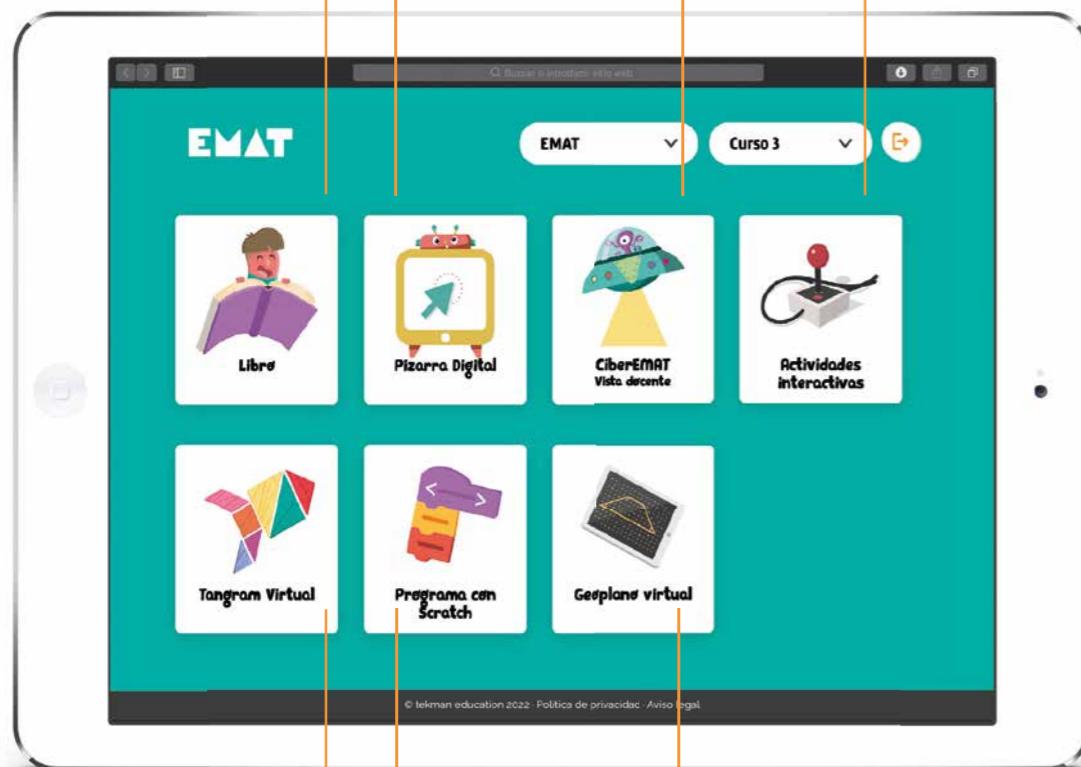 Buscar o introducir sitio web
EMAT
EMAT
Curso 3
Libro
Pizarra Digital
CiberEMAT
Vista docente
Actividades
interactivas
Tangram Virtual
Programa con
Scratch
Geoplano virtual
© tekman education 2022 · Política de privacidad · Aviso legal